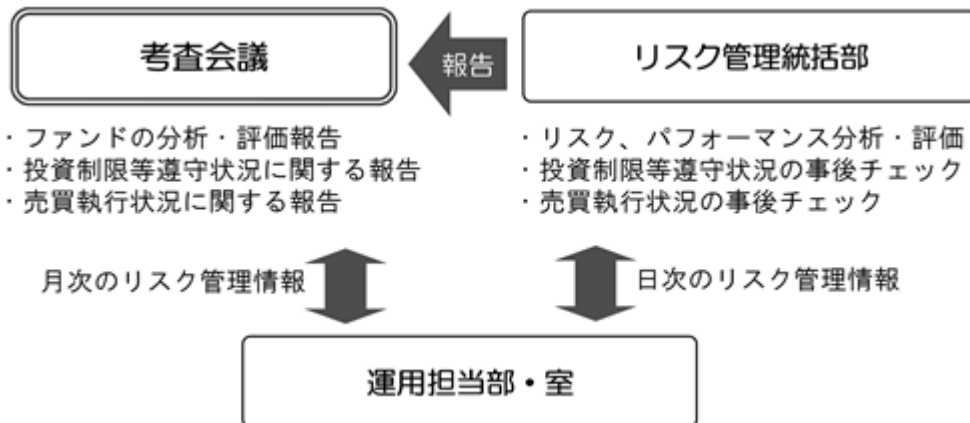 考査会議
報告
リスク管理統括部
・ファンドの分析・評価報告
・投資制限等遵守状況に関する報告
・売買執行状況に関する報告
・リスク、パフォーマンス分析・評価
・投資制限等遵守状況の事後チェック
・売買執行状況の事後チェック
月次のリスク管理情報
日次のリスク管理情報
運用担当部・室